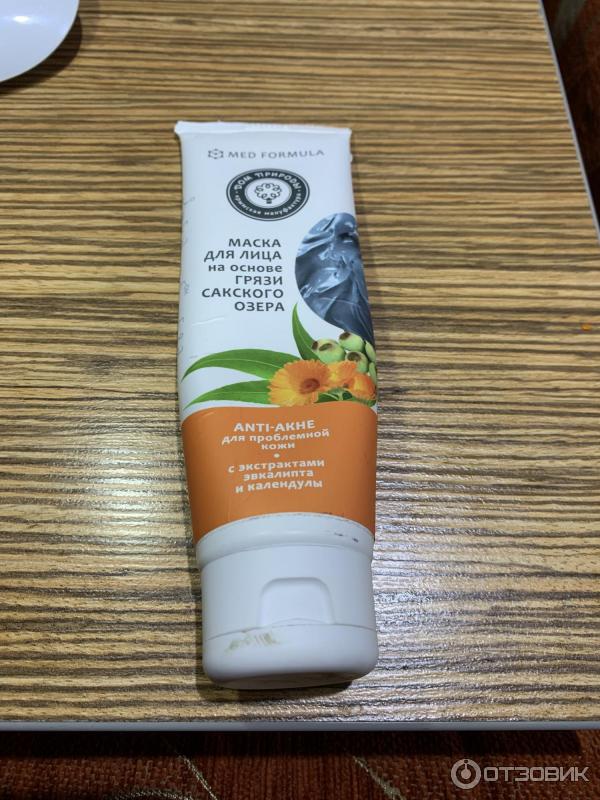 MED FORMULA
ДОМ ПРИРОДЫ
крымская мануфактура
МАСКА
ДЛЯ ЛИЦА
на основе
ГРЯЗИ
САКСКОГО
ОЗЕРА
ANTI-АКНЕ
для проблемной
кожи
•
с экстрактами
эвкалипта
и календулы
ОТЗОВИК